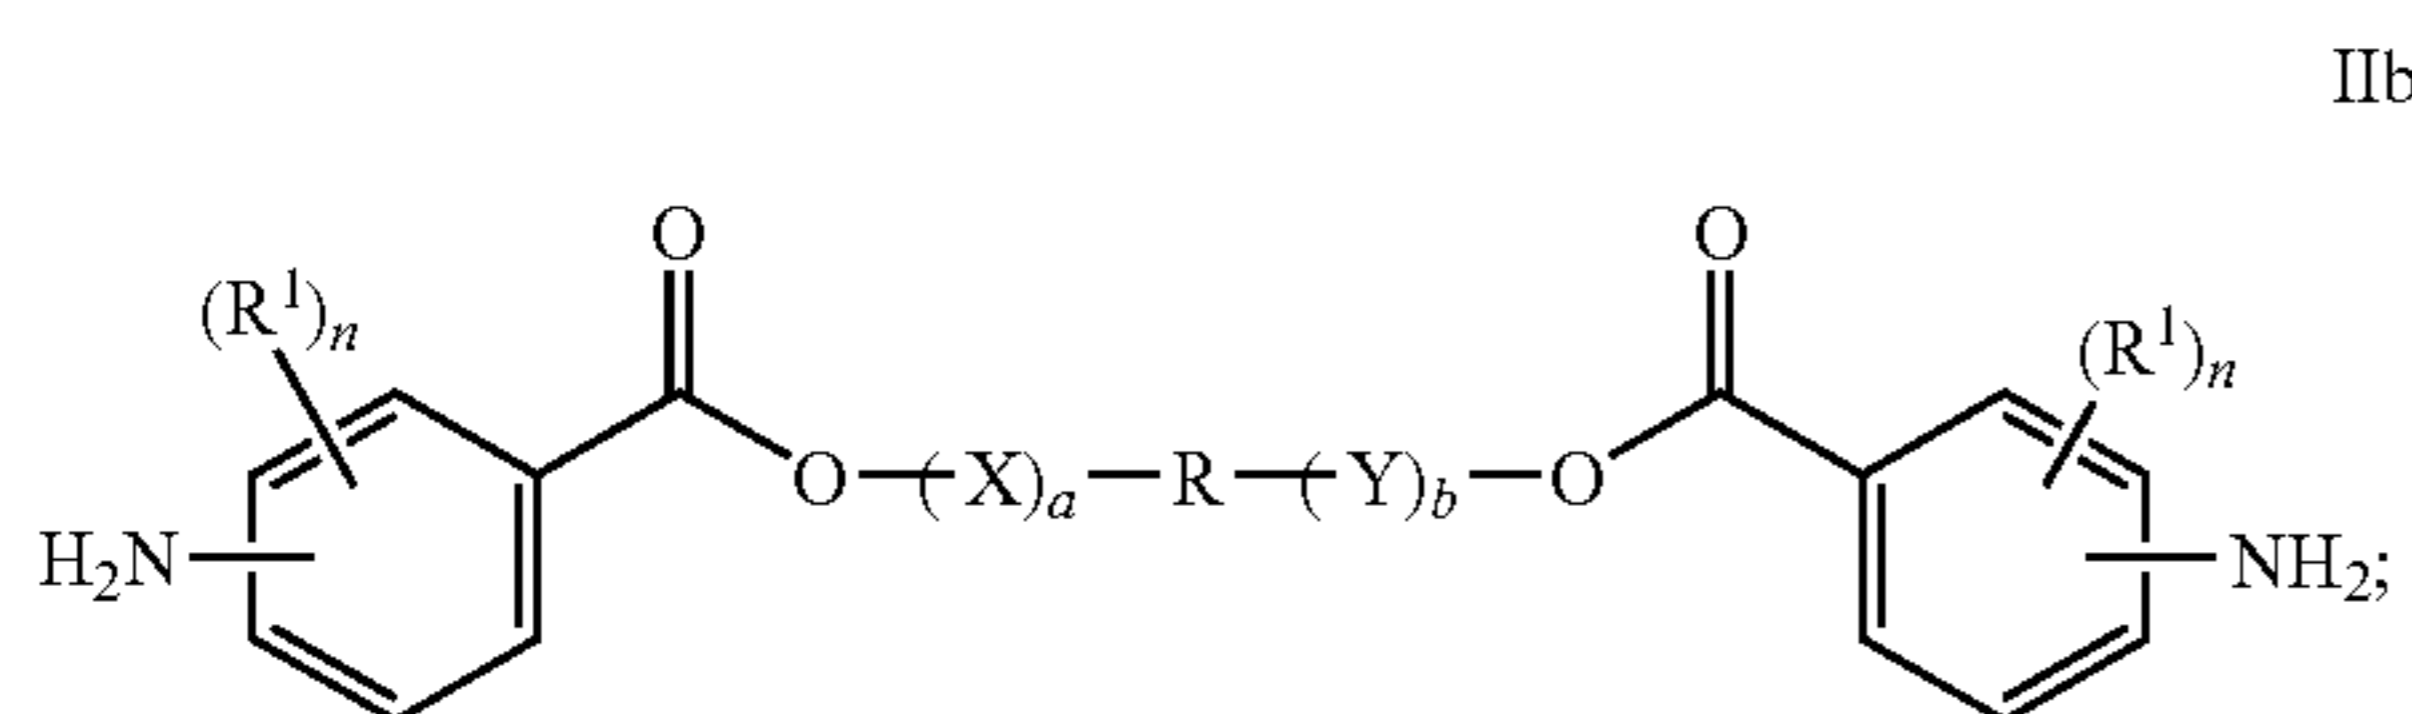 IIb
O O
(R¹)n (R¹)n
O (X)a R (Y)b O
H₂N NH₂;